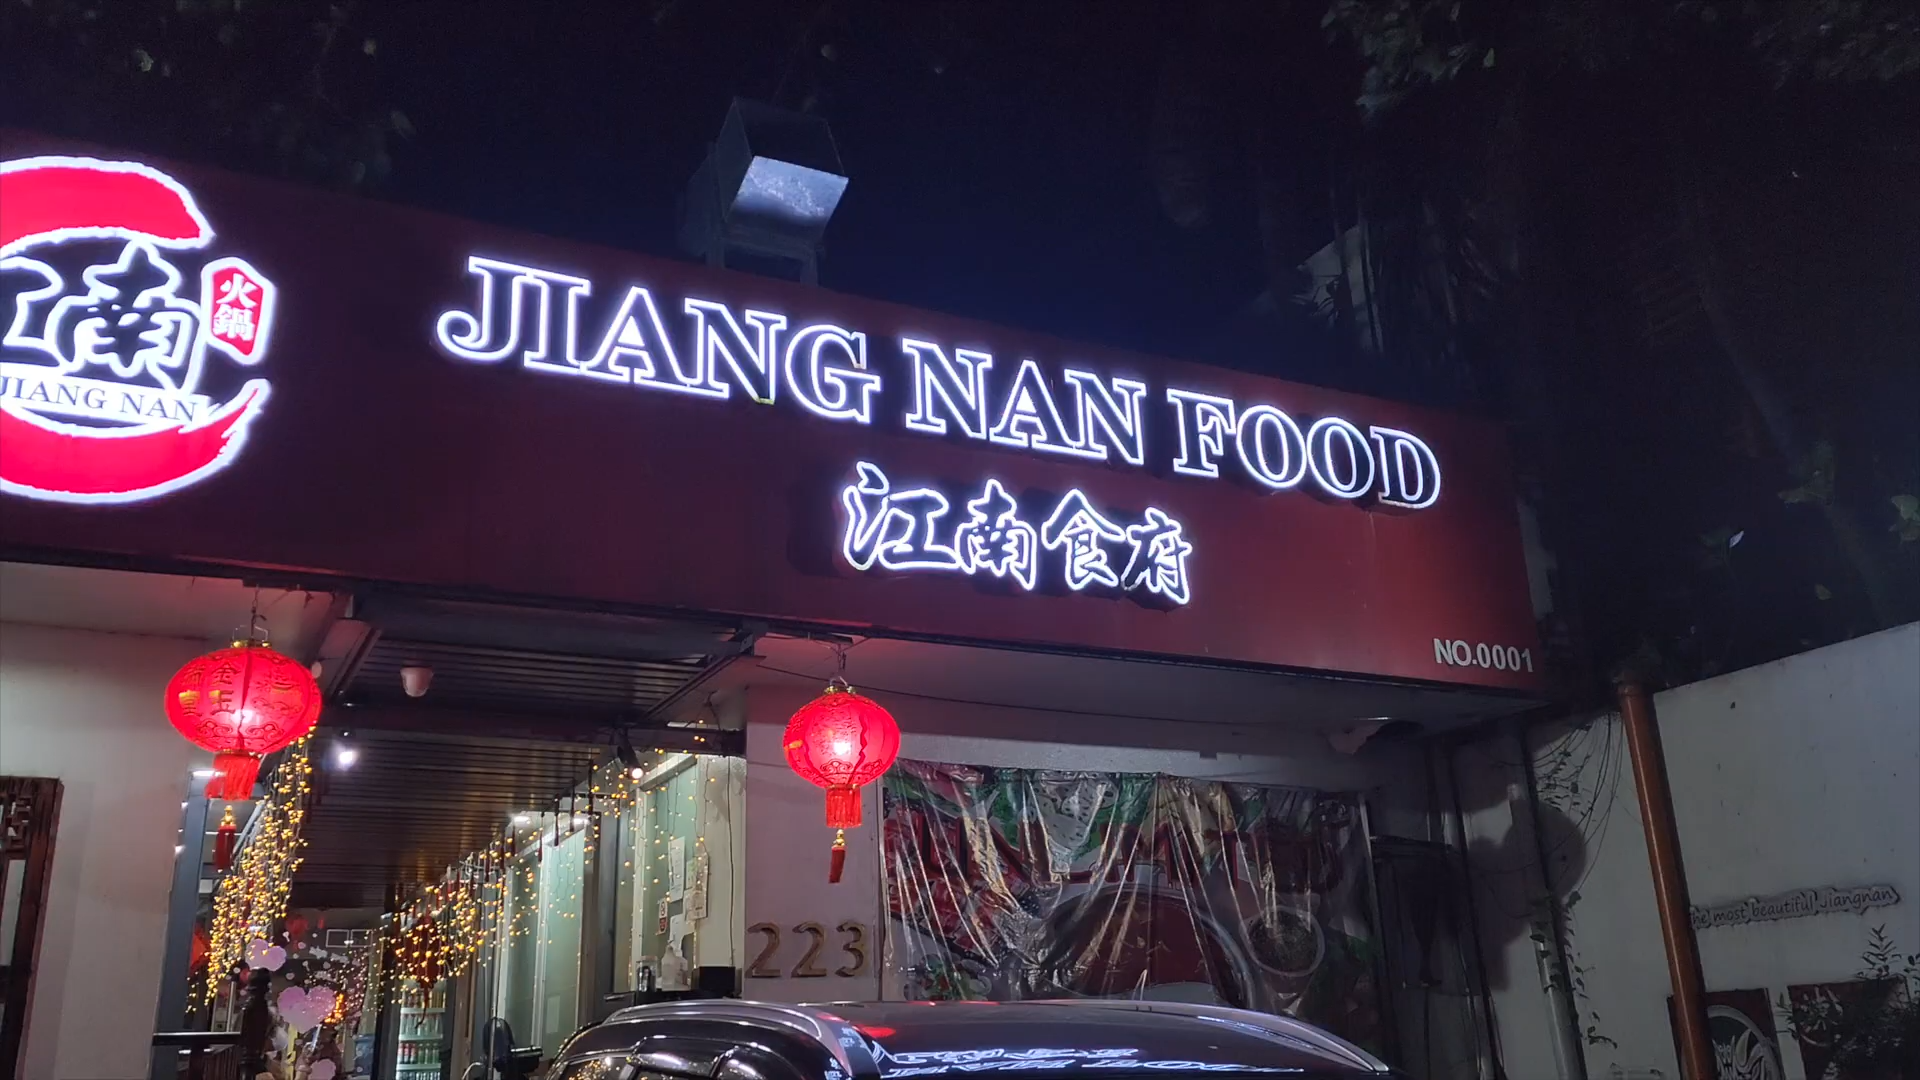 江南
火鍋
JIANG NAN
JIANG NAN FOOD
江南食府
NO.0001
223
he most beautiful Jiangnan